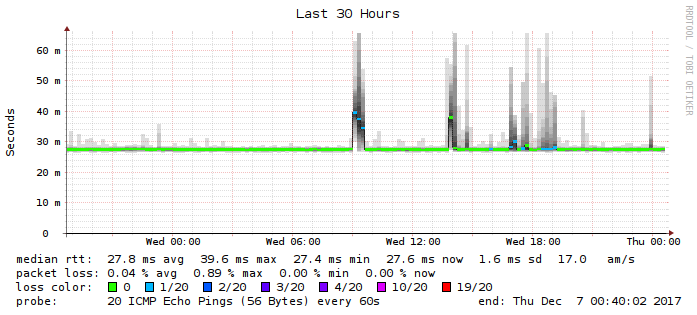 Last 30 Hours
RRDTOOL / TOBI OETIKER
Seconds
60 m
50 m
40 m
30 m
20 m
10 m
0
Wed 00:00 Wed 06:00 Wed 12:00 Wed 18:00 Thu 00:00
median rtt: 27.8 ms avg 39.6 ms max 27.4 ms min 27.6 ms now 1.6 ms sd 17.0 am/s
packet loss: 0.04 % avg 0.89 % max 0.00 % min 0.00 % now
loss color: 0 1/20 2/20 3/20 4/20 10/20 19/20
probe: 20 ICMP Echo Pings (56 Bytes) every 60s end: Thu Dec 7 00:40:02 2017